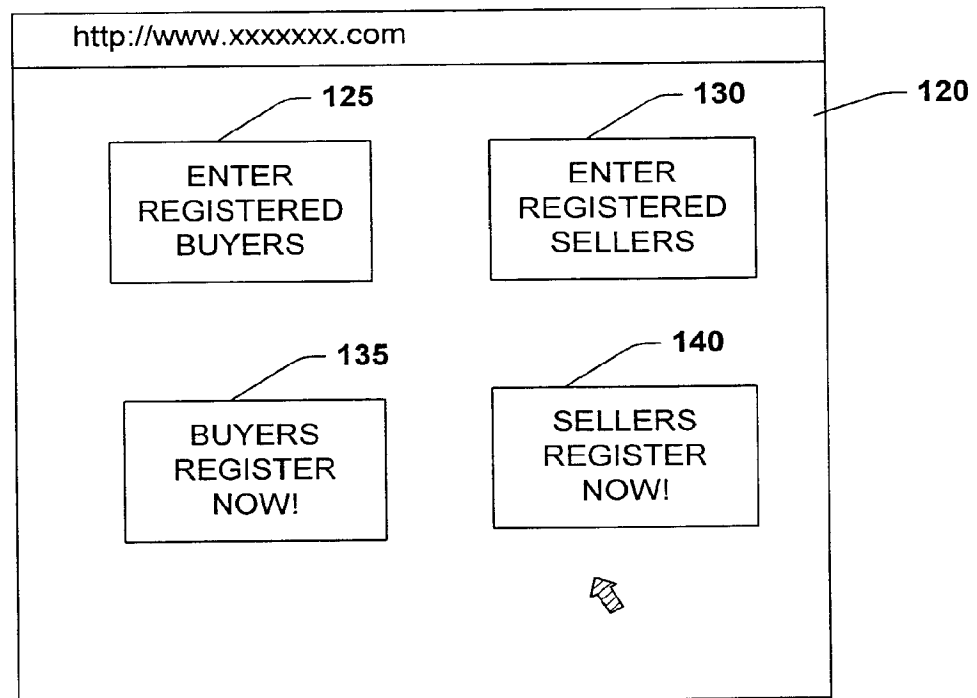 http://www.xxxxxxx.com
120
125
ENTER
REGISTERED
BUYERS
130
ENTER
REGISTERED
SELLERS
135
BUYERS
REGISTER
NOW!
140
SELLERS
REGISTER
NOW!